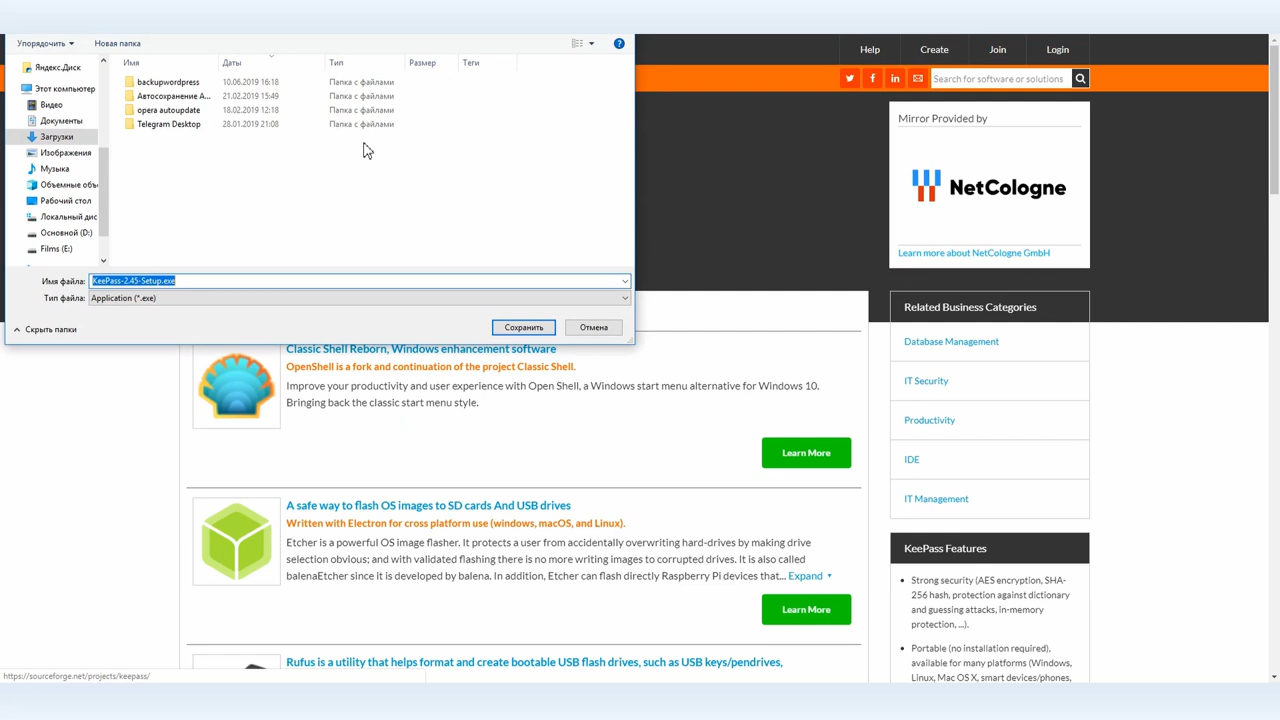 Упорядочить
Новая папка
Help
Create
Join
Login
Имя
Даты
Тип
Размер
Теги
Яндекс.Диск
Этот компьютер
Видео
Документы
Загрузки
Изображения
Музыка
Объемные объ
Рабочий стол
Локальный дис
Основной (D:)
Films (E:)
backupwordpress 10.06.2019 16:18 Папка с файлами
Автосохранение A... 21.02.2019 15:49 Папка с файлами
opera autoupdate 18.02.2019 12:18 Папка с файлами
Telegram Desktop 28.01.2019 21:08 Папка с файлами
Имя файла: KeePass-2.45-Setup.exe
Тип файла: Application (*.exe)
Скрыть папки
Сохранить
Отмена
Search for software or solutions
Mirror Provided by
NetCologne
Learn more about NetCologne GmbH
Classic Shell Reborn, Windows enhancement software
OpenShell is a fork and continuation of the project Classic Shell.
Improve your productivity and user experience with Open Shell, a Windows start menu alternative for Windows 10.
Bringing back the classic start menu style.
Learn More
A safe way to flash OS images to SD cards And USB drives
Written with Electron for cross platform use (windows, macOS, and Linux).
Etcher is a powerful OS image flasher. It protects a user from accidentally overwriting hard-drives by making drive
selection obvious; and with validated flashing there is no more writing images to corrupted drives. It is also called
balenaEtcher since it is developed by balena. In addition, Etcher can flash directly Raspberry Pi devices that... Expand
Learn More
Rufus is a utility that helps format and create bootable USB flash drives, such as USB keys/pendrives,
Related Business Categories
Database Management
IT Security
Productivity
IDE
IT Management
KeePass Features
Strong security (AES encryption, SHA-
256 hash, protection against dictionary
and guessing attacks, in-memory
protection, ...).
Portable (no installation required),
available for many platforms (Windows,
Linux, Mac OS X, smart devices/phones,
https://sourceforge.net/projects/keepass/